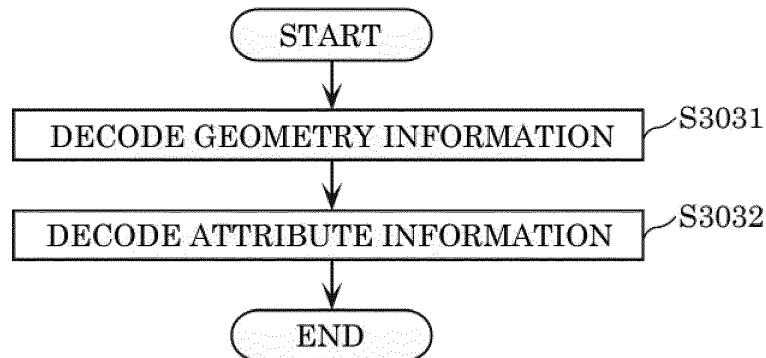 START
DECODE GEOMETRY INFORMATION
S3031
DECODE ATTRIBUTE INFORMATION
S3032
END